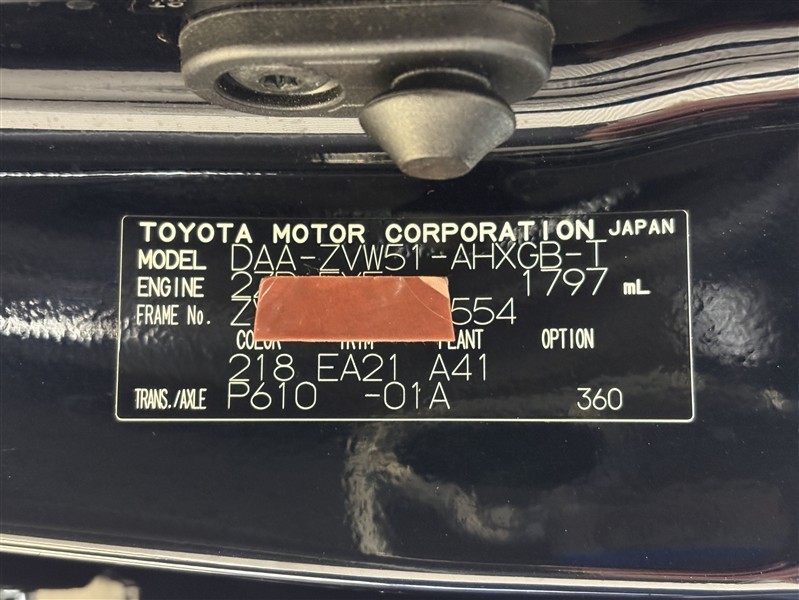 TOYOTA MOTOR CORPORATION JAPAN
MODEL DAA-ZVW51-AHXGB-T
ENGINE 1797 mL
FRAME No. 554
COLOR TRIM PLANT OPTION
218 EA21 A41
TRANS./AXLE P610 -01A 360